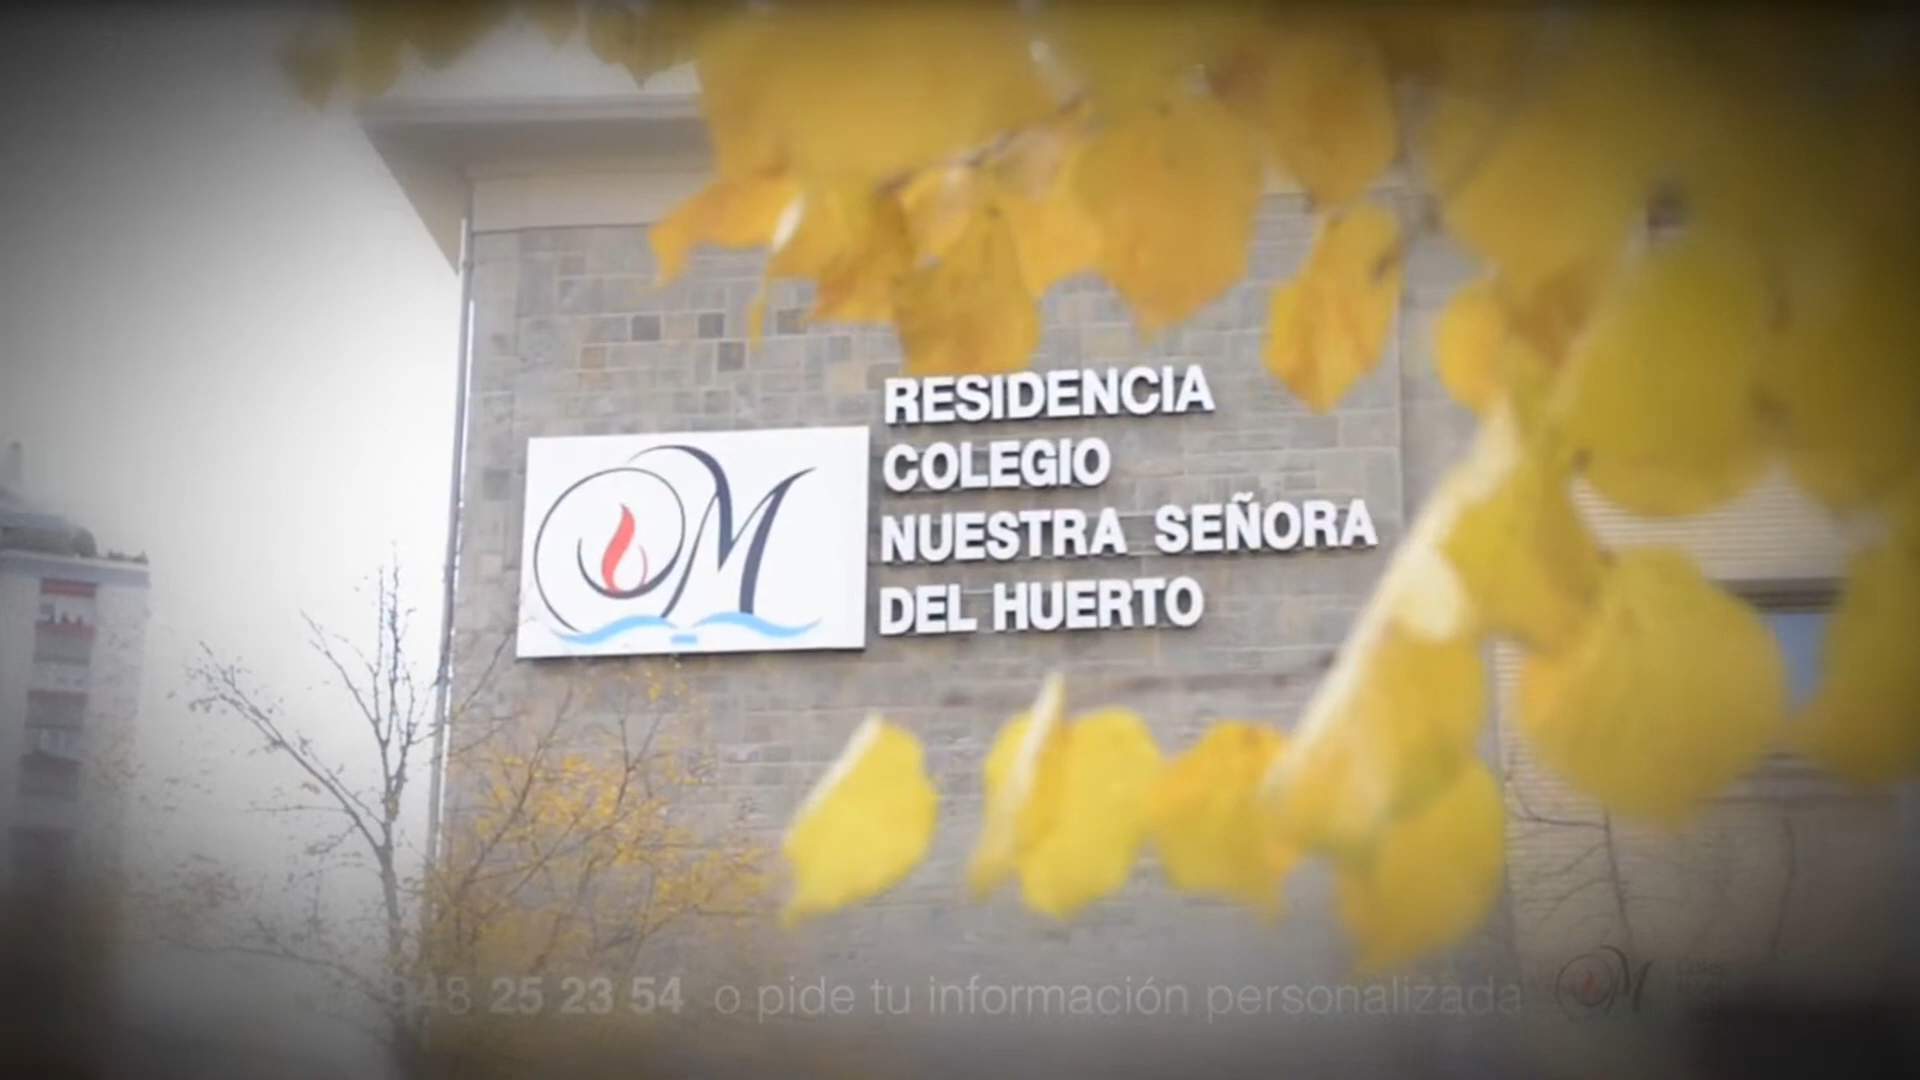 RESIDENCIA
COLEGIO
NUESTRA SEÑORA
DEL HUERTO
948 25 23 54 o pide tu información personalizada